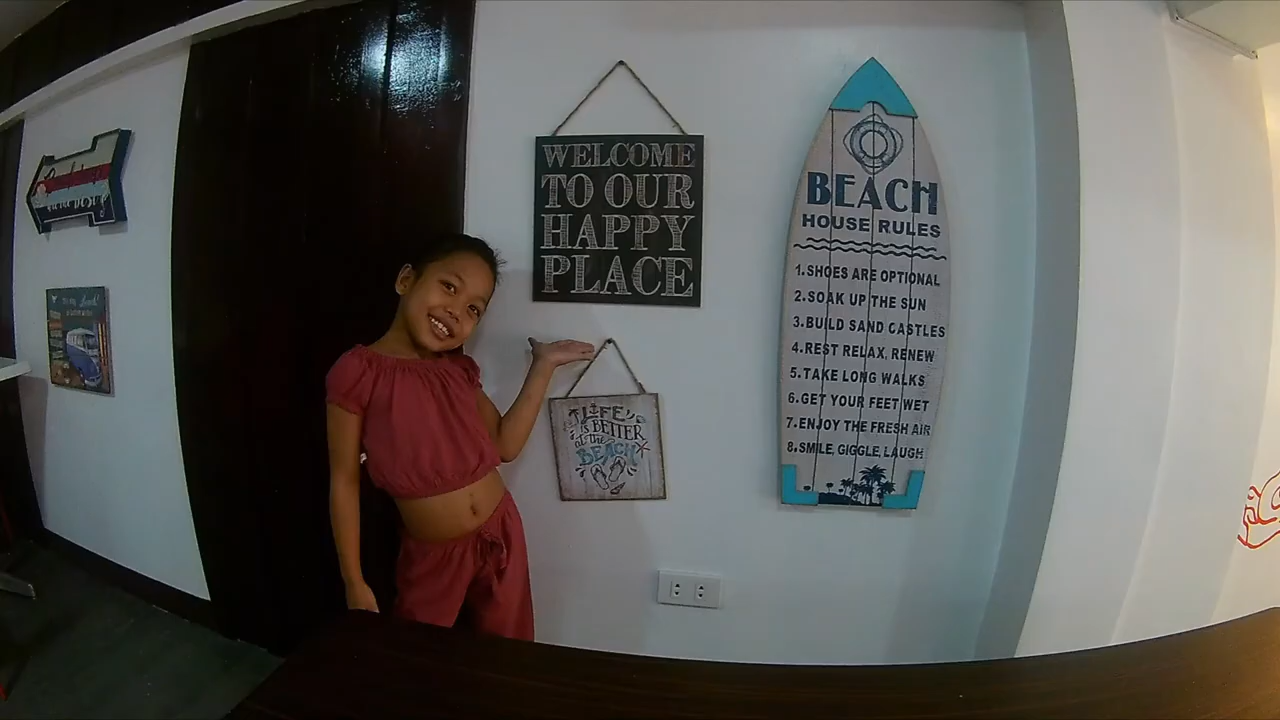 WELCOME
TO OUR
HAPPY
PLACE
LIFE
is BETTER
at the
BEACH
BEACH
HOUSE RULES
1. SHOES ARE OPTIONAL
2. SOAK UP THE SUN
3. BUILD SAND CASTLES
4. REST RELAX, RENEW
5. TAKE LONG WALKS
6. GET YOUR FEET WET
7. ENJOY THE FRESH AIR
8. SMILE, GIGGLE, LAUGH